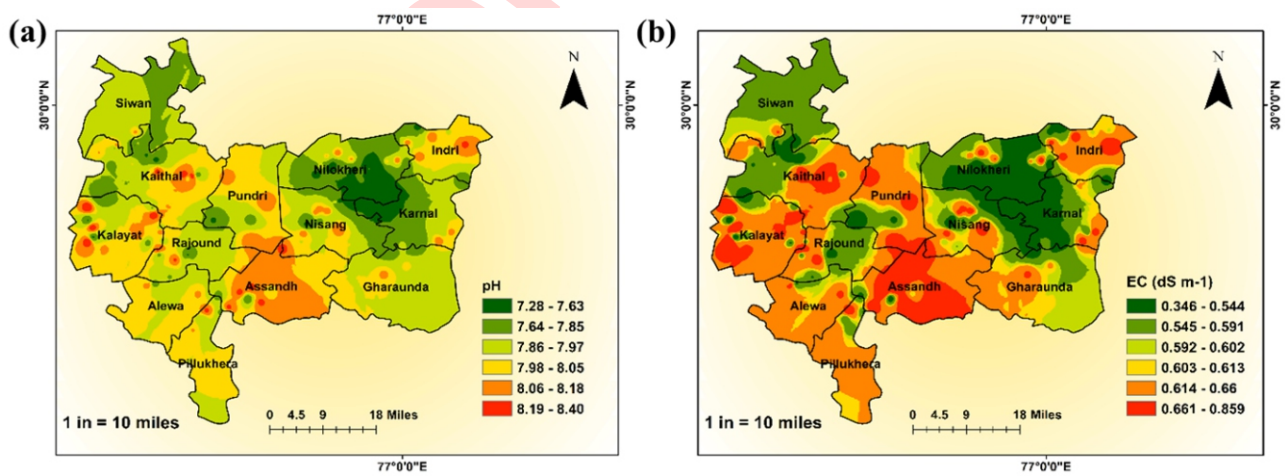 (a)
77°0'0"E
30°0'0"N
N
Siwan
Kaithal
Pundri
Nilokheri
Indri
Karnal
Nisang
Kalayat
Rajound
Assandh
Gharaunda
Alewa
Pillukhera
pH
7.28 - 7.63
7.64 - 7.85
7.86 - 7.97
7.98 - 8.05
8.06 - 8.18
8.19 - 8.40
1 in = 10 miles
0 4.5 9 18 Miles
30°0'0"N
77°0'0"E
(b)
77°0'0"E
30°0'0"N
N
Siwan
Kaithal
Pundri
Nilokheri
Indri
Karnal
Nisang
Kalayat
Rajound
Assandh
Gharaunda
Alewa
Pillukhera
EC (dS m-1)
0.346 - 0.544
0.545 - 0.591
0.592 - 0.602
0.603 - 0.613
0.614 - 0.66
0.661 - 0.859
1 in = 10 miles
0 4.5 9 18 Miles
30°0'0"N
77°0'0"E